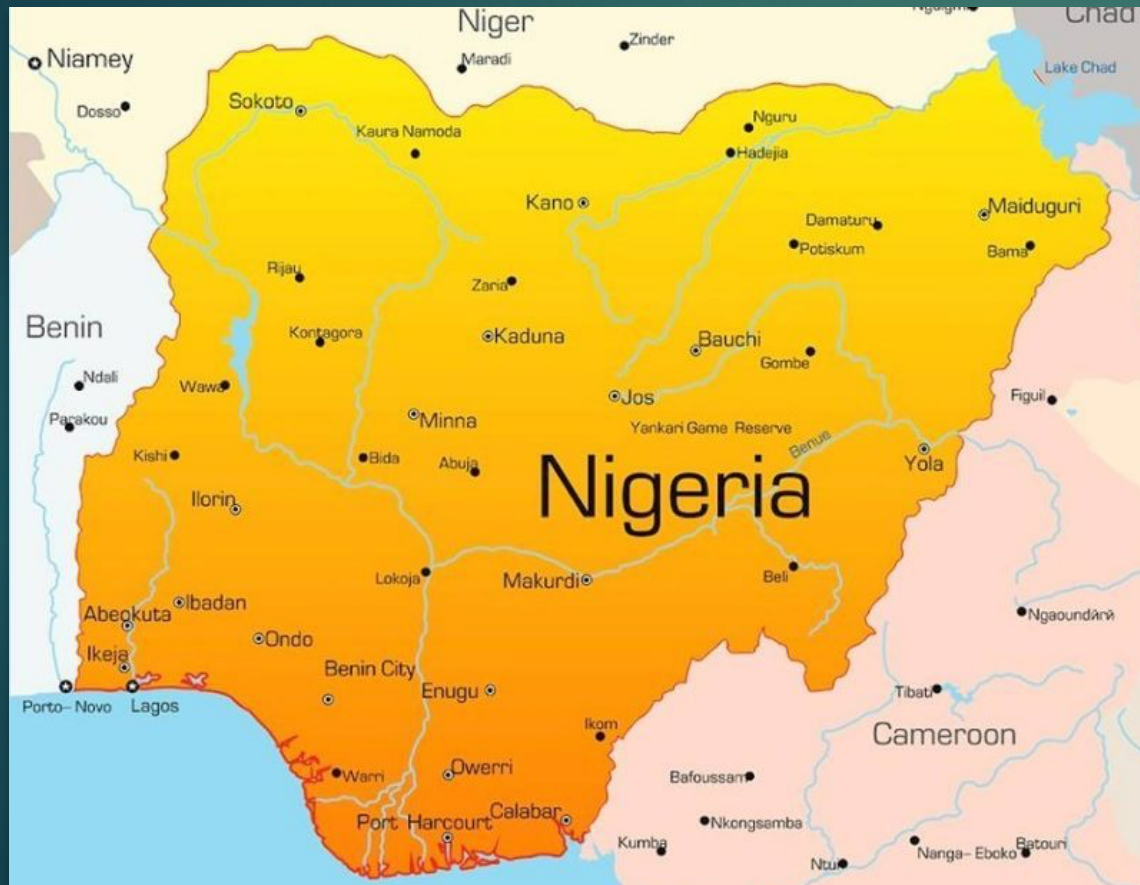 Niger
Chad
Niamey
Zinder
Maradi
Lake Chad
Dosso
Sokoto
Nguru
Kaura Namoda
Hadejia
Kano
Maiduguri
Damaturu
Potiskum
Bama
Rijau
Zaria
Benin
Kontagora
Kaduna
Bauchi
Gombe
Ndali
Wawa
Jos
Figuil
Parakou
Minna
Yankari Game Reserve
Benue
Kishi
Bida
Abuja
Yola
Nigeria
Ilorin
Lokoja
Makurdi
Beli
Ibadan
Abeokuta
Ngaoundйrй
Ondo
Ikeja
Benin City
Enugu
Tibati
Porto-Novo
Lagos
Ikom
Cameroon
Warri
Owerri
Bafoussam
Port Harcourt
Calabar
Nkongsamba
Kumba
Ntui
Nanga-Eboko
Batouri